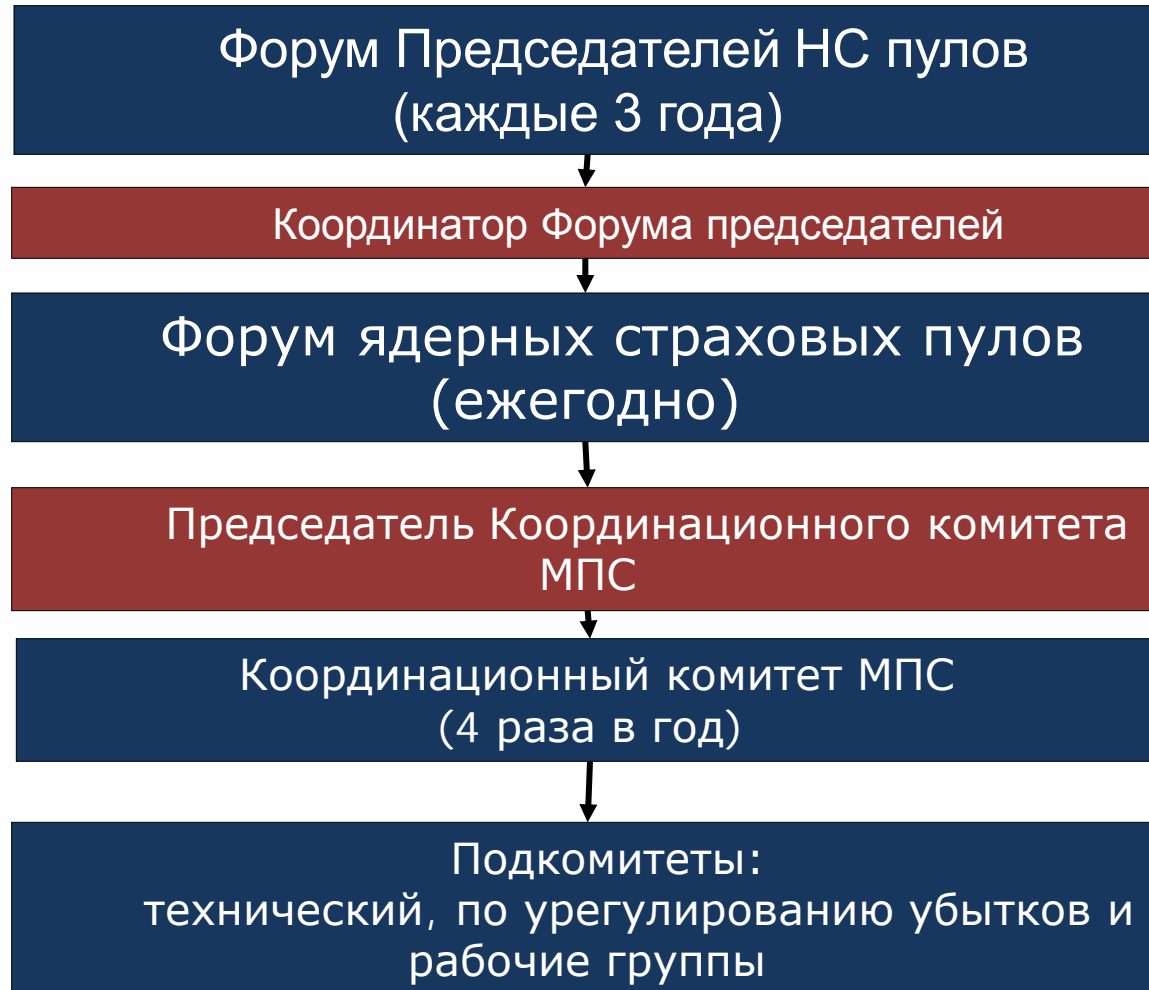 Форум Председателей НС пулов
(каждые 3 года)
Координатор Форума председателей
Форум ядерных страховых пулов
(ежегодно)
Председатель Координационного комитета
МПС
Координационный комитет МПС
(4 раза в год)
Подкомитеты:
технический, по урегулированию убытков и
рабочие группы